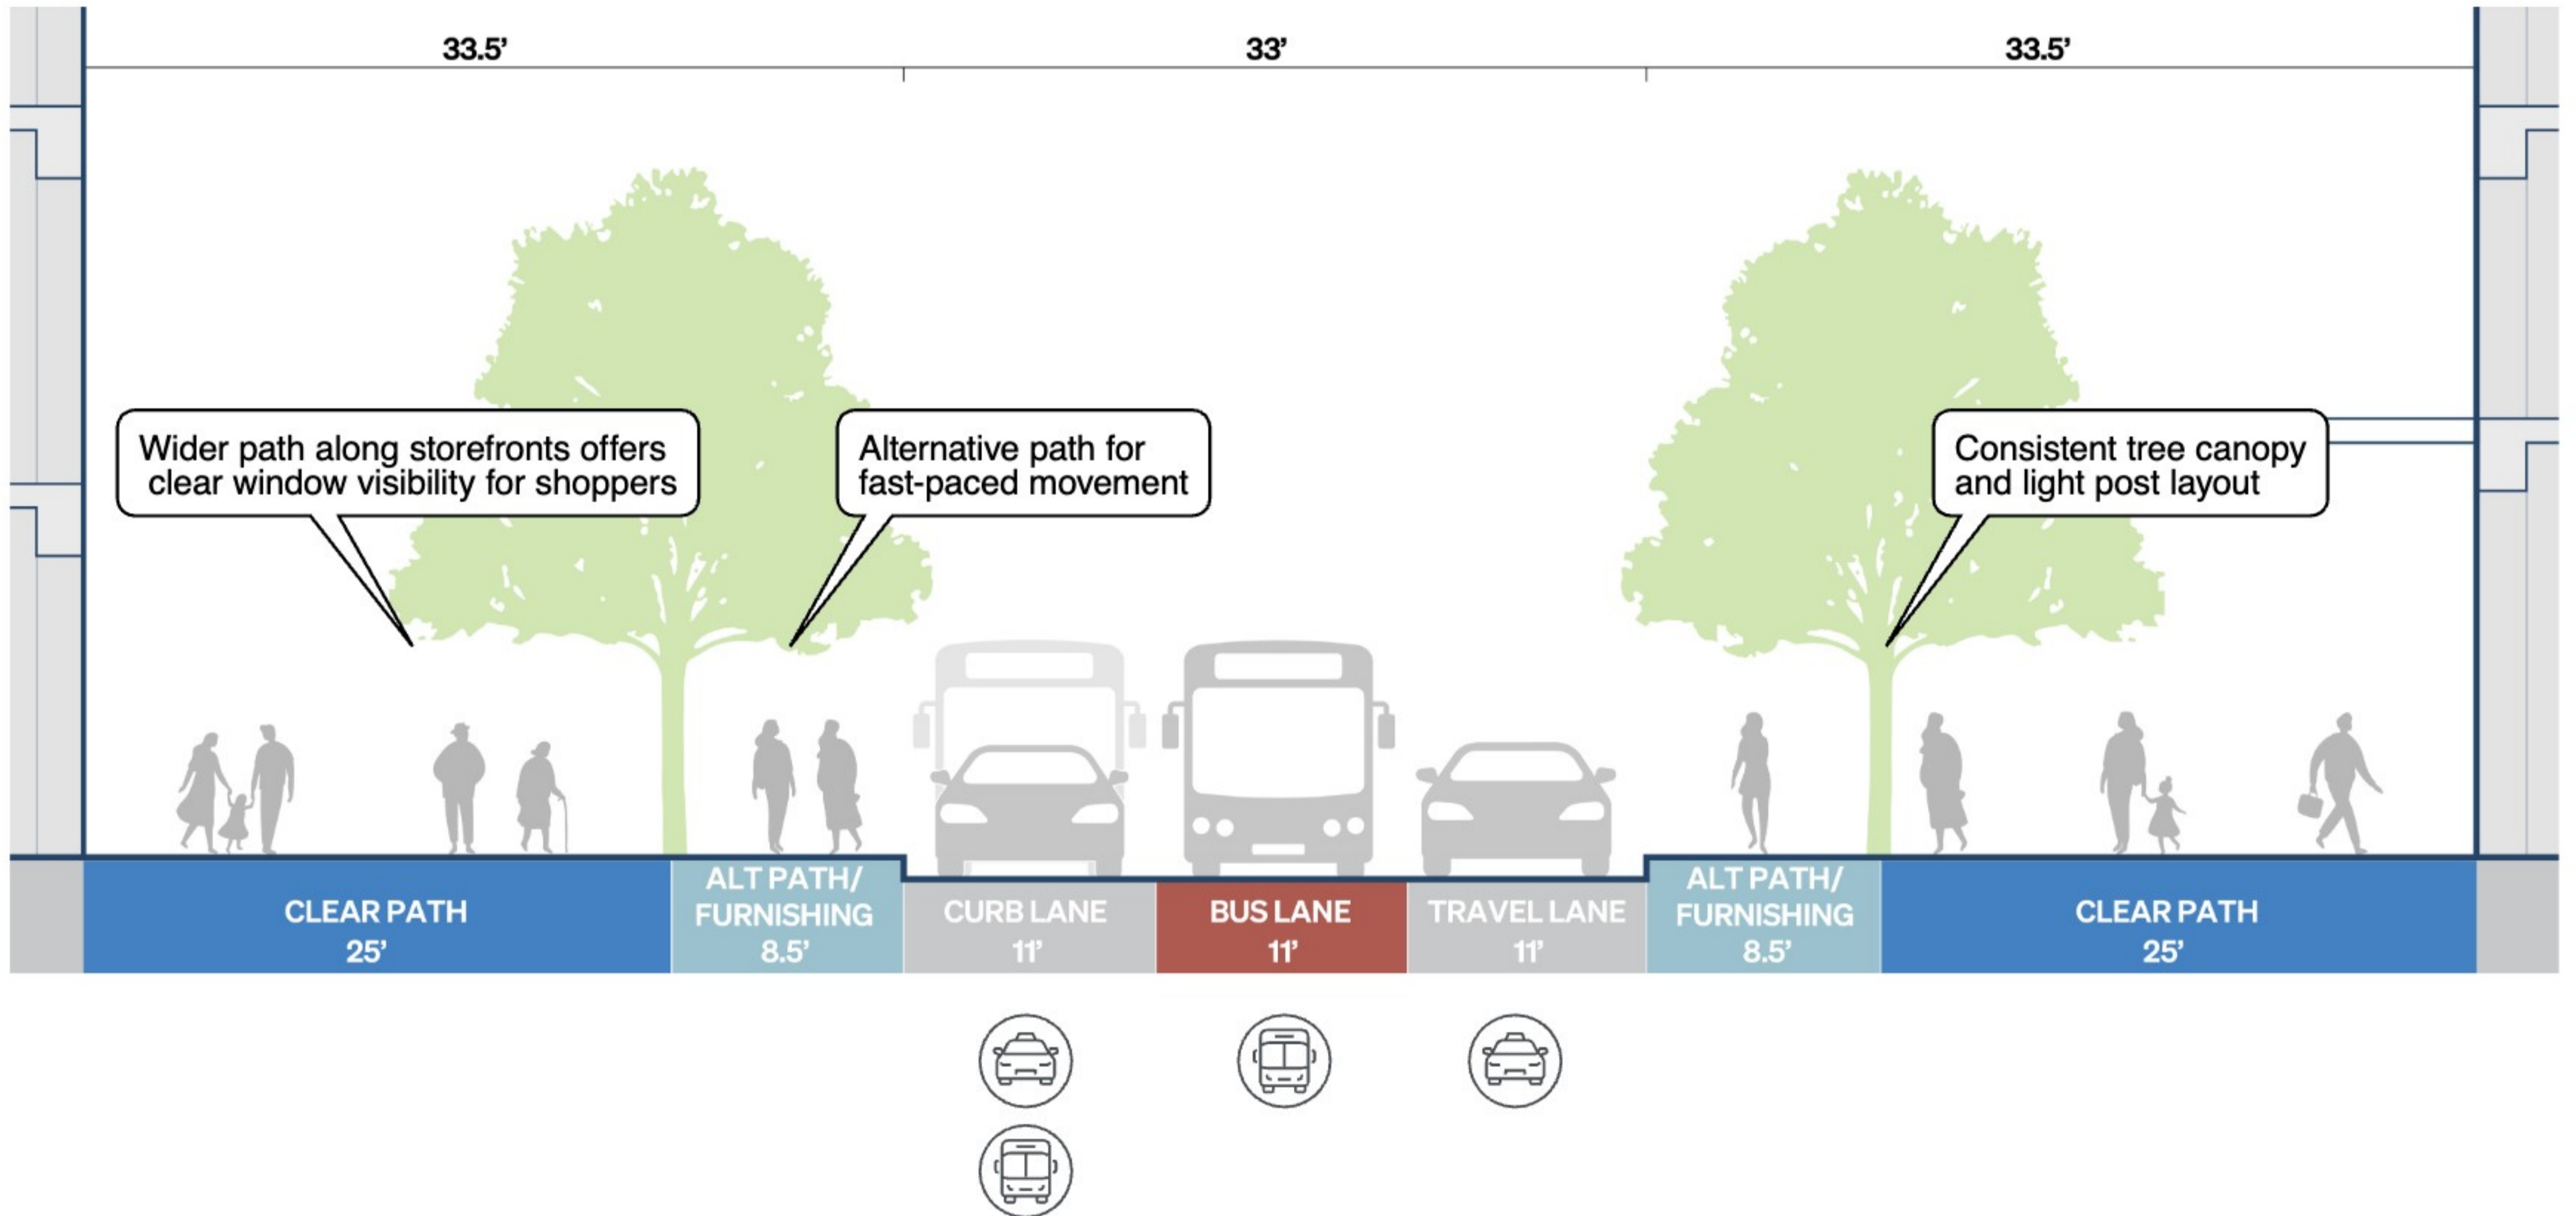 33.5’
33’
33.5’
Wider path along storefronts offers
clear window visibility for shoppers
Alternative path for
fast-paced movement
Consistent tree canopy
and light post layout
CLEAR PATH
25’
ALT PATH/
FURNISHING
8.5’
CURB LANE
11’
BUS LANE
11’
TRAVEL LANE
11’
ALT PATH/
FURNISHING
8.5’
CLEAR PATH
25’